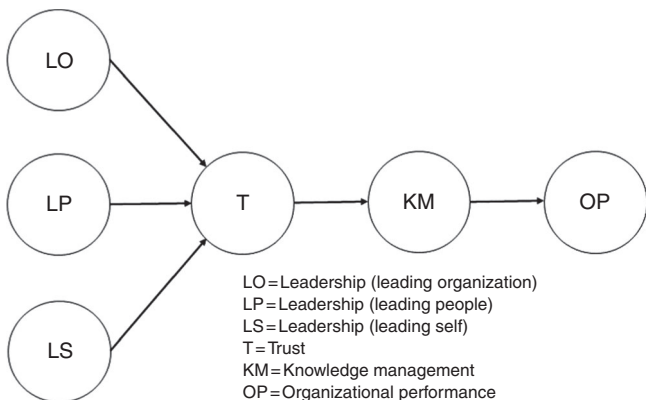 LO
LP
T
KM
OP
LS
LO=Leadership (leading organization)
LP=Leadership (leading people)
LS=Leadership (leading self)
T=Trust
KM=Knowledge management
OP=Organizational performance